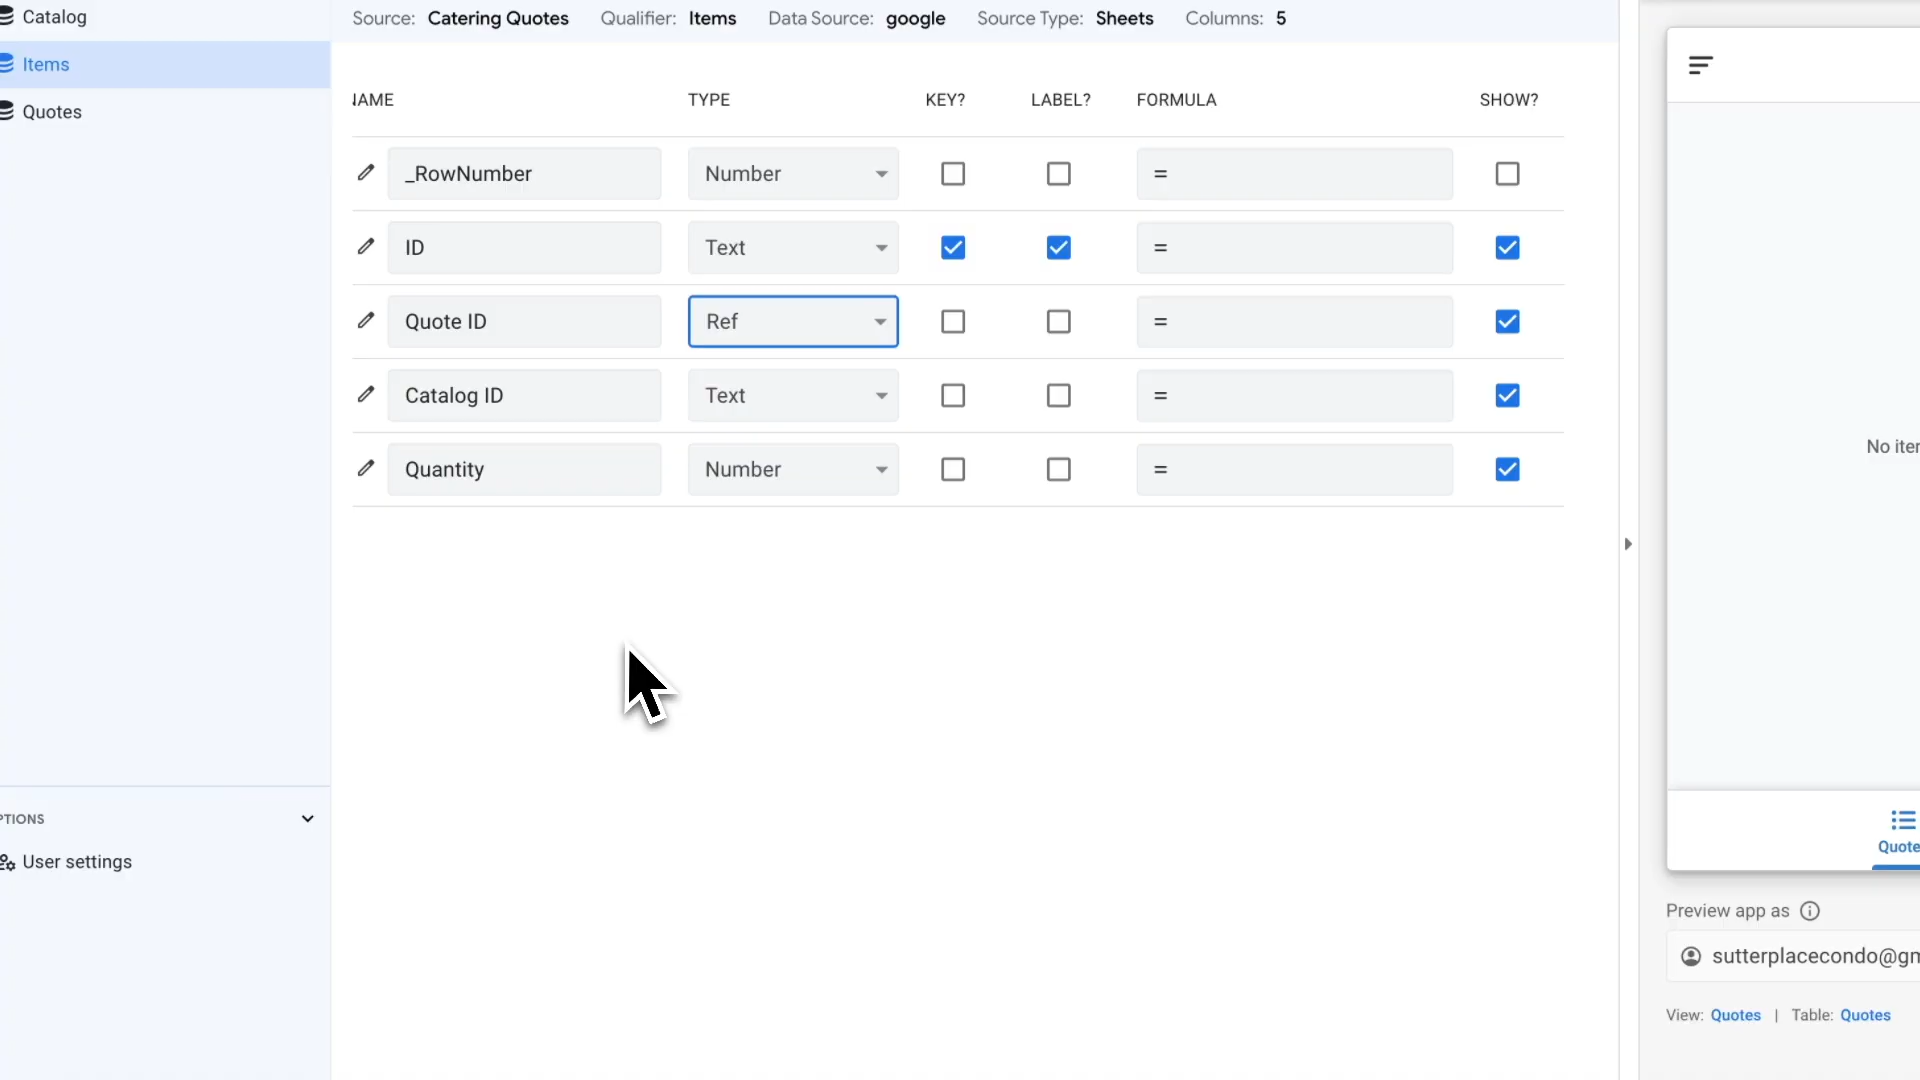 Catalog
Items
Quotes
PTIONS
User settings
Source: Catering Quotes Qualifier: Items Data Source: google Source Type: Sheets Columns: 5
NAME TYPE KEY? LABEL? FORMULA SHOW?
_RowNumber Number =
ID Text =
Quote ID Ref =
Catalog ID Text =
Quantity Number =
No iter
Quote
Preview app as
sutterplacecondo@gm
View: Quotes | Table: Quotes